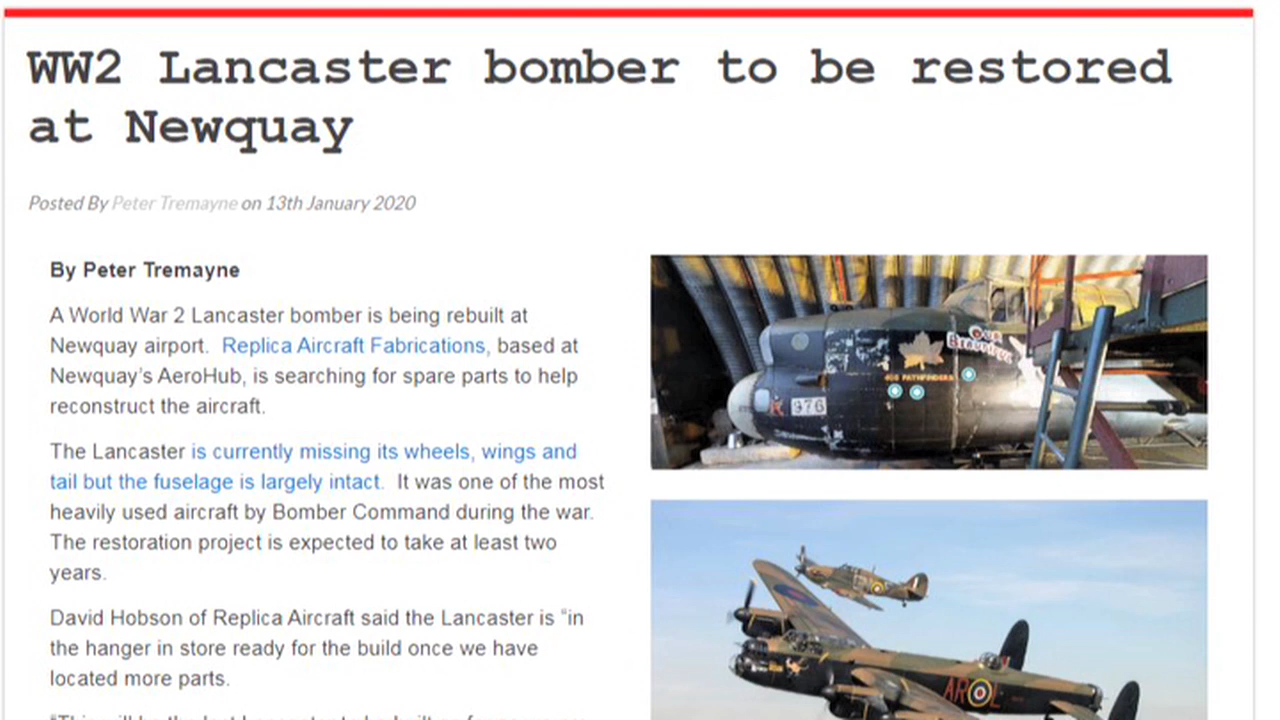 WW2 Lancaster bomber to be restored
at Newquay
Posted By Peter Tremayne on 13th January 2020
By Peter Tremayne
A World War 2 Lancaster bomber is being rebuilt at
Newquay airport.  Replica Aircraft Fabrications, based at
Newquay's AeroHub, is searching for spare parts to help
reconstruct the aircraft.
The Lancaster is currently missing its wheels, wings and
tail but the fuselage is largely intact.  It was one of the most
heavily used aircraft by Bomber Command during the war.
The restoration project is expected to take at least two
years.
David Hobson of Replica Aircraft said the Lancaster is “in
the hanger in store ready for the build once we have
located more parts.
OUR
405 PATHFINDERS
K 976
AR L